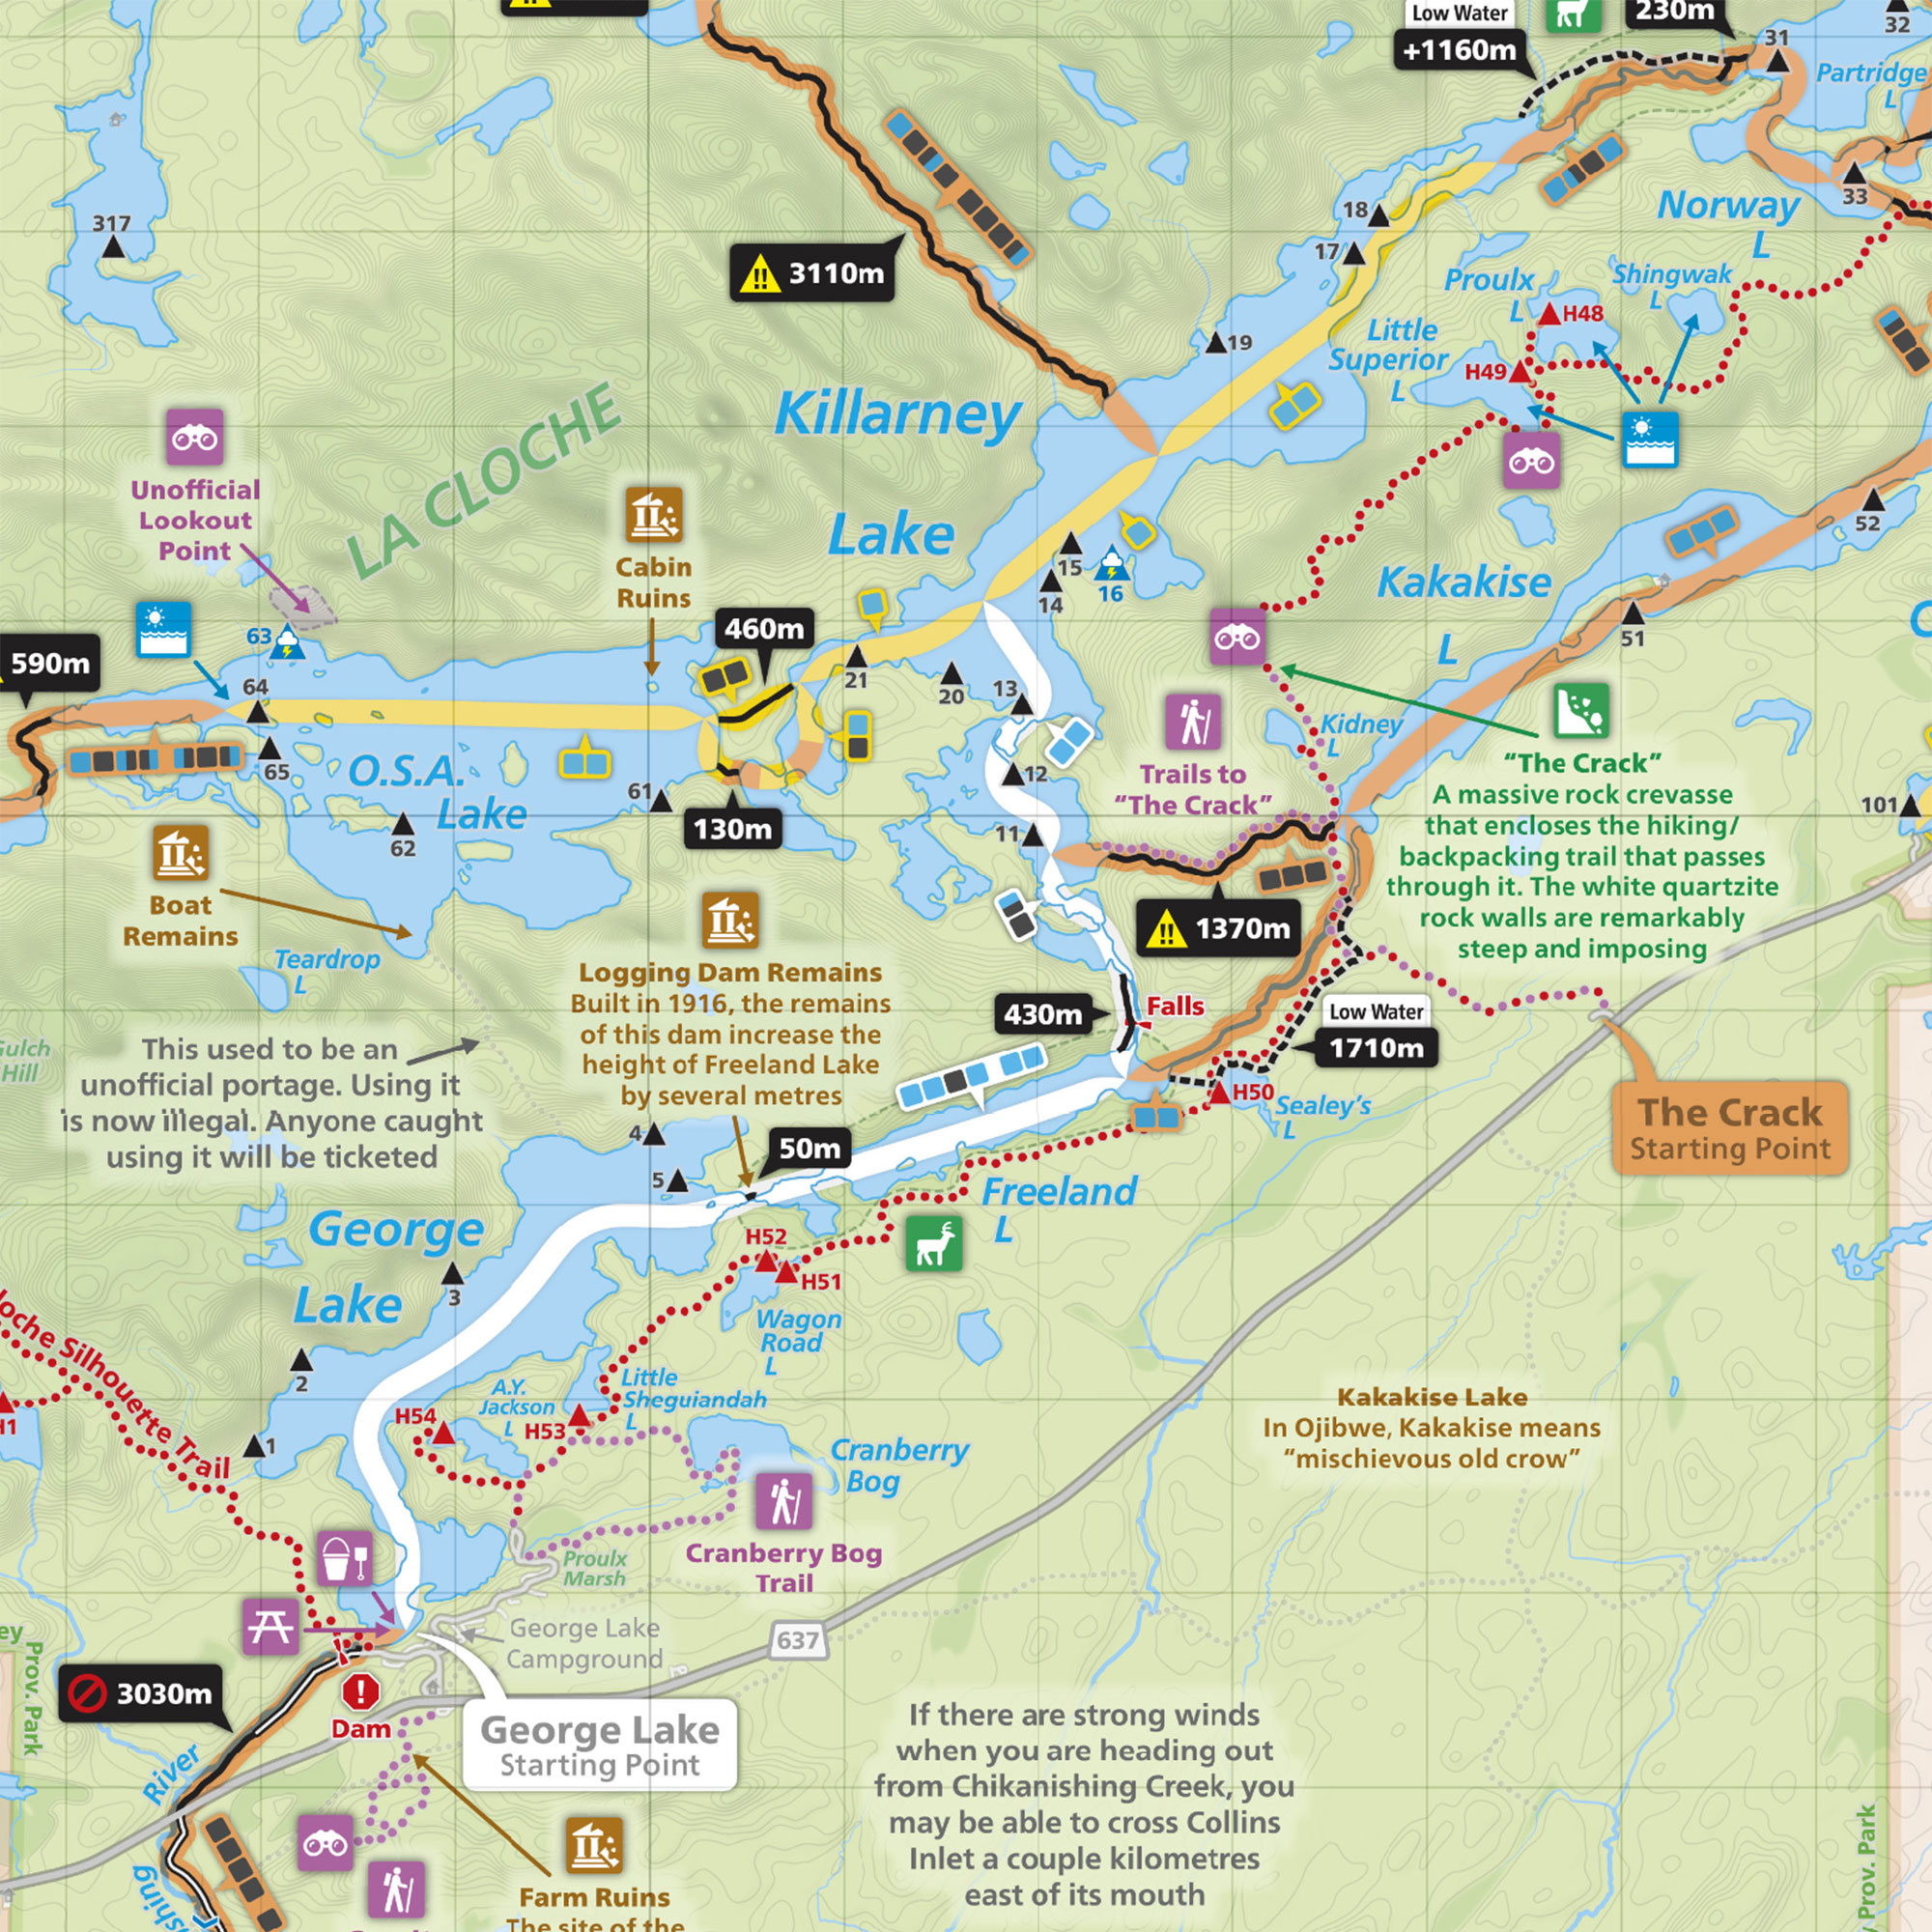 Low Water
+1160m
230m
31
32
Partridge
L
33
317
18
17
Norway
L
Proulx
L
H48
Shingwak
L
3110m
19
Little
Superior
L
H49
Killarney
Lake
LA CLOCHE
Unofficial
Lookout
Point
Cabin
Ruins
15
14
16
52
Kakakise
L
51
590m
63
64
65
460m
21
20
13
12
11
Kidney
L
Trails to
"The Crack"
"The Crack"
A massive rock crevasse
that encloses the hiking/
backpacking trail that passes
through it. The white quartzite
rock walls are remarkably
steep and imposing
101
O.S.A.
Lake
61
62
130m
Boat
Remains
Teardrop
L
1370m
Logging Dam Remains
Built in 1916, the remains
of this dam increase the
height of Freeland Lake
by several metres
430m
Falls
Low Water
1710m
Gulch
Hill
This used to be an
unofficial portage. Using it
is now illegal. Anyone caught
using it will be ticketed
H50
Sealey's
L
The Crack
Starting Point
4
5
50m
Freeland
L
George
Lake
3
H52
H51
Wagon
Road
L
2
1
Little
Sheguiandah
L
A.Y.
Jackson
L
H54
H53
loche Silhouette Trail
H1
Cranberry
Bog
Kakakise Lake
In Ojibwe, Kakakise means
"mischievous old crow"
Cranberry Bog
Trail
Proulx
Marsh
George Lake
Campground
637
ey
Prov. Park
3030m
Dam
George Lake
Starting Point
River
If there are strong winds
when you are heading out
from Chikanishing Creek, you
may be able to cross Collins
Inlet a couple kilometres
east of its mouth
Farm Ruins
The site of the
shing
Prov. Park